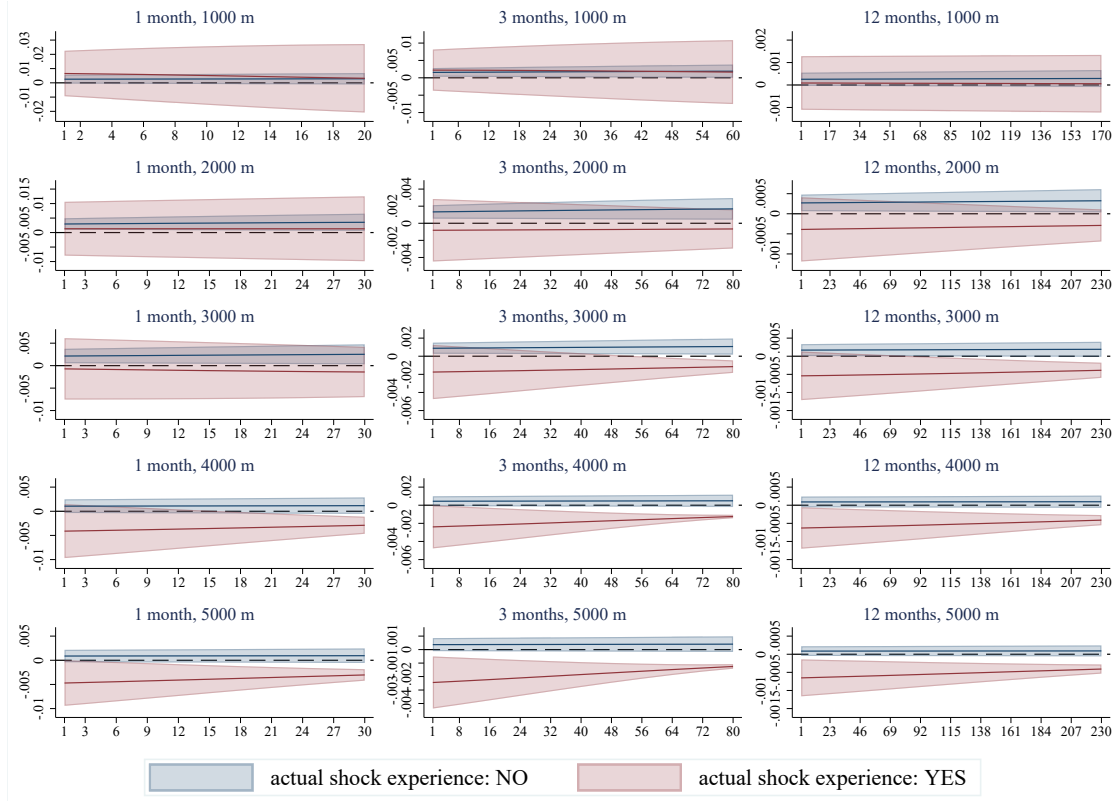 1 month, 1000 m
-.02 -.01 0 .01 .02 .03
1 2 4 6 8 10 12 14 16 18 20
3 months, 1000 m
-.01 -.005 0 .005 .01
1 6 12 18 24 30 36 42 48 54 60
12 months, 1000 m
-.001 0 .001 .002
1 17 34 51 68 85 102 119 136 153 170
1 month, 2000 m
-.01 -.005 0 .005 .01 .015
1 3 6 9 12 15 18 21 24 27 30
3 months, 2000 m
-.004 -.002 0 .002 .004
1 8 16 24 32 40 48 56 64 72 80
12 months, 2000 m
-.001 -.0005 0 .0005
1 23 46 69 92 115 138 161 184 207 230
1 month, 3000 m
-.01 -.005 0 .005
1 3 6 9 12 15 18 21 24 27 30
3 months, 3000 m
-.006 -.004 -.002 0 .002
1 8 16 24 32 40 48 56 64 72 80
12 months, 3000 m
-.0015 -.001 -.0005 0 .0005
1 23 46 69 92 115 138 161 184 207 230
1 month, 4000 m
-.01 -.005 0 .005
1 3 6 9 12 15 18 21 24 27 30
3 months, 4000 m
-.006 -.004 -.002 0 .002
1 8 16 24 32 40 48 56 64 72 80
12 months, 4000 m
-.0015 -.001 -.0005 0 .0005
1 23 46 69 92 115 138 161 184 207 230
1 month, 5000 m
-.01 -.005 0 .005
1 3 6 9 12 15 18 21 24 27 30
3 months, 5000 m
-.004 -.003 -.002 -.001 0 .001
1 8 16 24 32 40 48 56 64 72 80
12 months, 5000 m
-.0015 -.001 -.0005 0 .0005
1 23 46 69 92 115 138 161 184 207 230
actual shock experience: NO
actual shock experience: YES